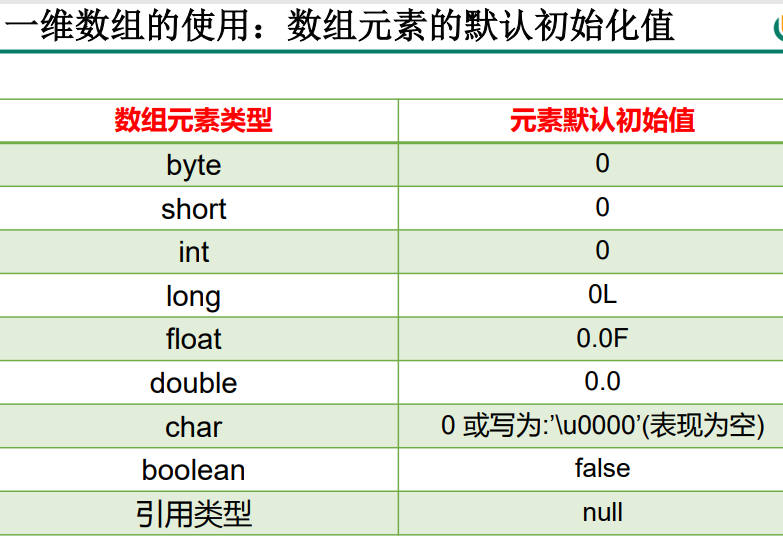 一维数组的使用：数组元素的默认初始化值
数组元素类型 元素默认初始值
byte 0
short 0
int 0
long 0L
float 0.0F
double 0.0
char 0 或写为:’\u0000’(表现为空)
boolean false
引用类型 null